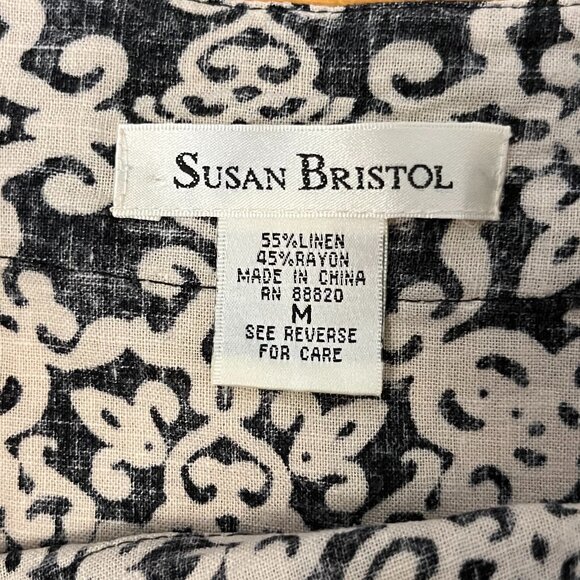 SUSAN BRISTOL
55%LINEN
45%RAYON
MADE IN CHINA
RN 88820
M
SEE REVERSE
FOR CARE